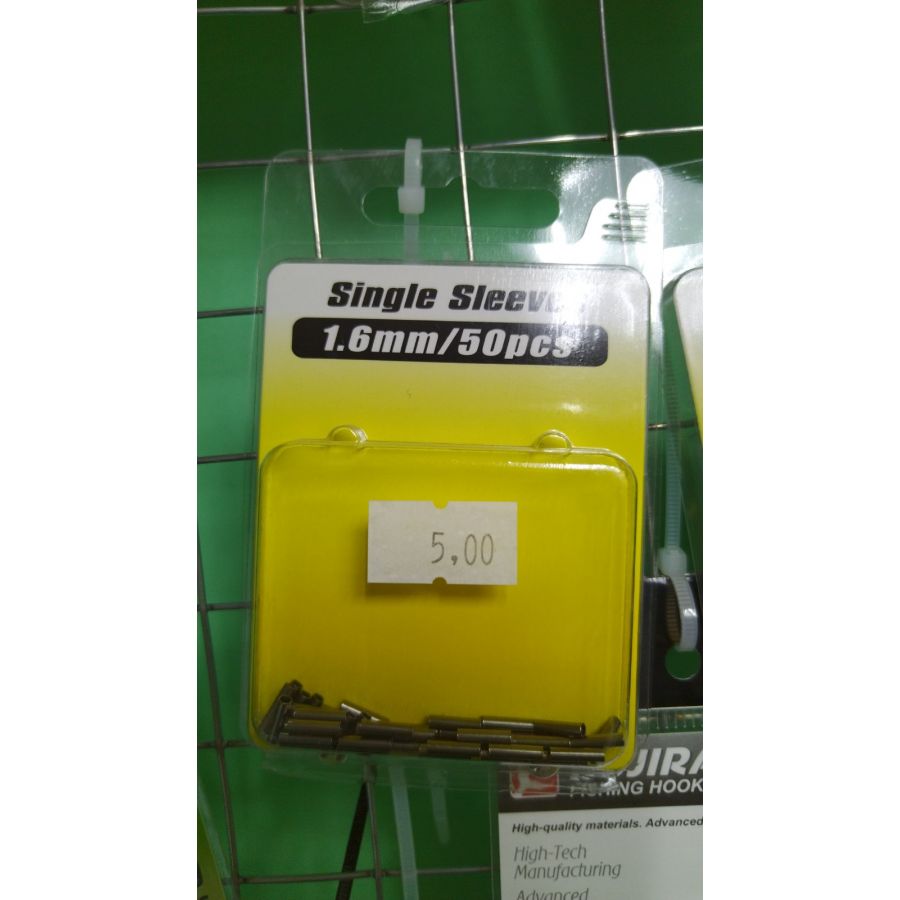 Single Sleeve
1.6mm/50pcs
5,00
FISHING HOOK
High-quality materials. Advanced
High-Tech
Manufacturing
Advanced